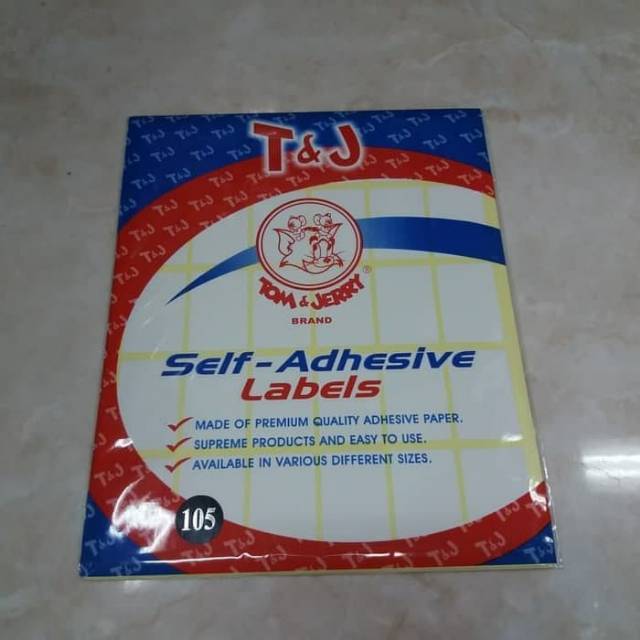 T&J
TOM & JERRY ®
BRAND
Self-Adhesive
Labels
MADE OF PREMIUM QUALITY ADHESIVE PAPER.
SUPREME PRODUCTS AND EASY TO USE.
AVAILABLE IN VARIOUS DIFFERENT SIZES.
105
T&J